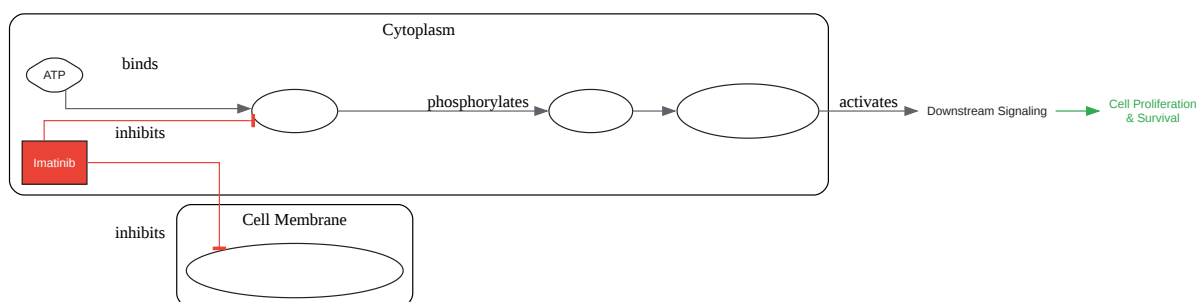 Cytoplasm
binds
ATP
phosphorylates
activates
Downstream Signaling
Cell Proliferation
& Survival
inhibits
Imatinib
Cell Membrane
inhibits